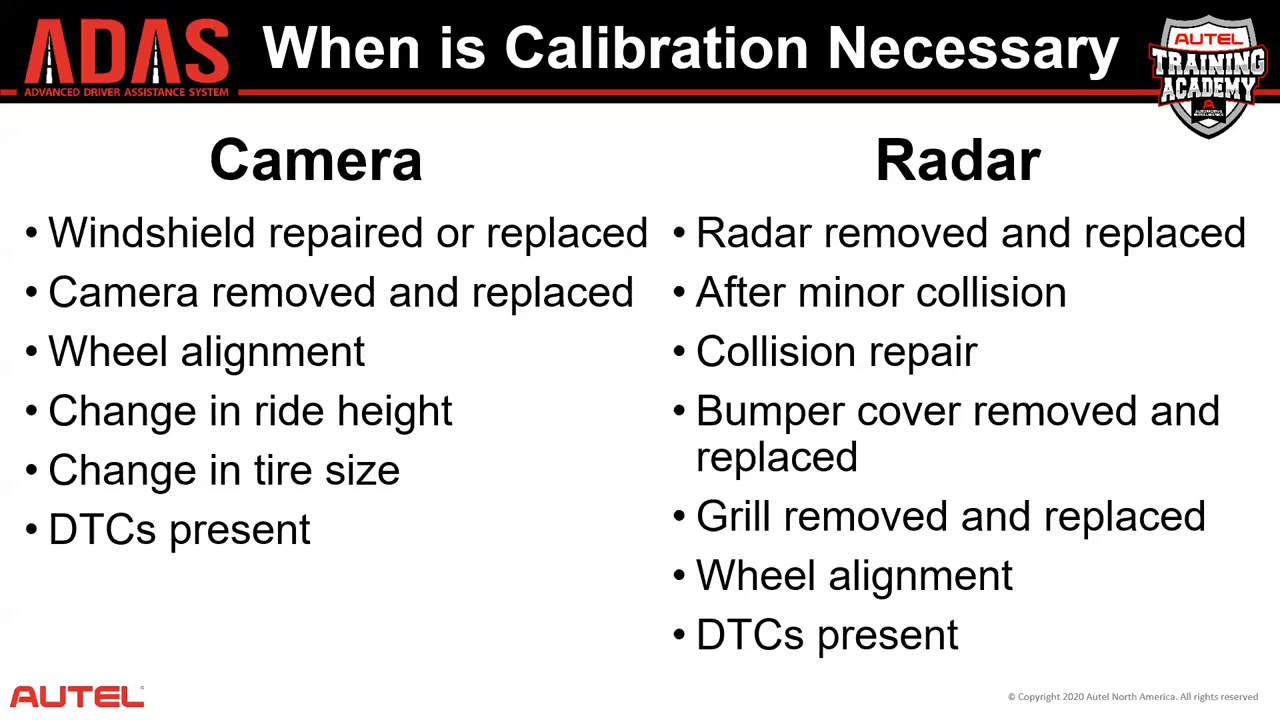 ADAS
ADVANCED DRIVER ASSISTANCE SYSTEM
When is Calibration Necessary
AUTEL
TRAINING
ACADEMY
Camera
• Windshield repaired or replaced
• Camera removed and replaced
• Wheel alignment
• Change in ride height
• Change in tire size
• DTCs present
Radar
• Radar removed and replaced
• After minor collision
• Collision repair
• Bumper cover removed and
replaced
• Grill removed and replaced
• Wheel alignment
• DTCs present
AUTEL
© Copyright 2020 Autel North America. All rights reserved